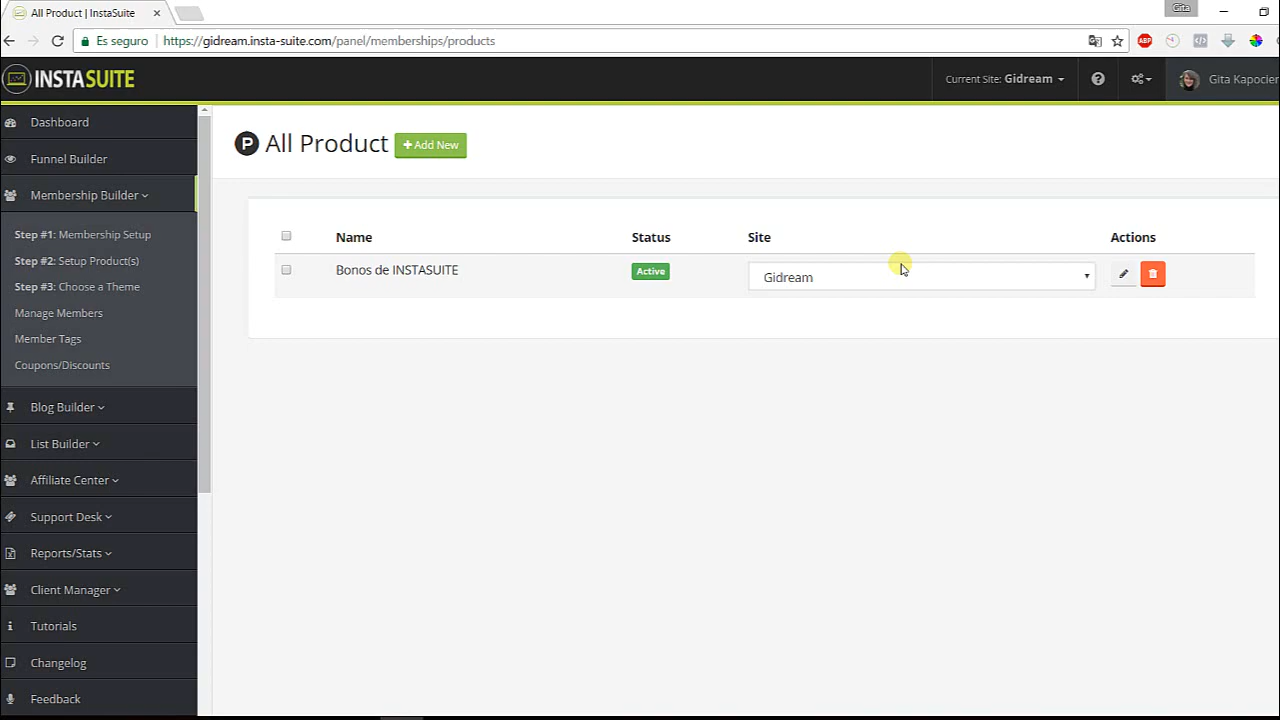 All Product | InstaSuite
Gita
Es seguro
https://gidream.insta-suite.com/panel/memberships/products
ABP
INSTASUITE
Current Site: Gidream
Dashboard
Funnel Builder
Membership Builder
Step #1: Membership Setup
Step #2: Setup Product(s)
Step #3: Choose a Theme
Manage Members
Member Tags
Coupons/Discounts
Blog Builder
List Builder
Affiliate Center
Support Desk
Reports/Stats
Client Manager
Tutorials
Changelog
Feedback
Gita Kapocier
P All Product
+Add New
Name Status Site Actions
Bonos de INSTASUITE Active Gidream